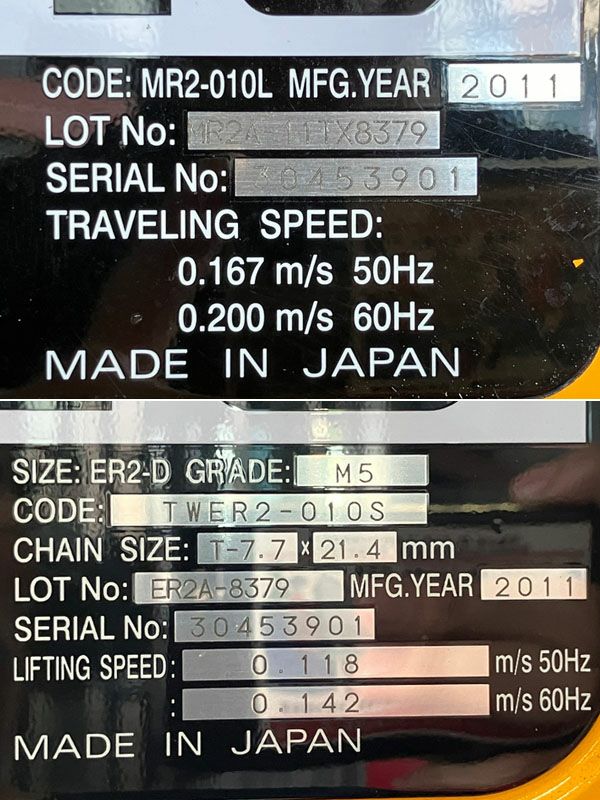 CODE: MR2-010L MFG.YEAR 2011
LOT No:
SERIAL No: 30453901
TRAVELING SPEED:
0.167 m/s 50Hz
0.200 m/s 60Hz
MADE IN JAPAN
SIZE: ER2-D GRADE: M5
CODE: TWER2-010S
CHAIN SIZE: T-7.7 × 21.4 mm
LOT No: ER2A-8379 MFG.YEAR 2011
SERIAL No: 30453901
LIFTING SPEED: 0.118 m/s 50Hz
: 0.142 m/s 60Hz
MADE IN JAPAN